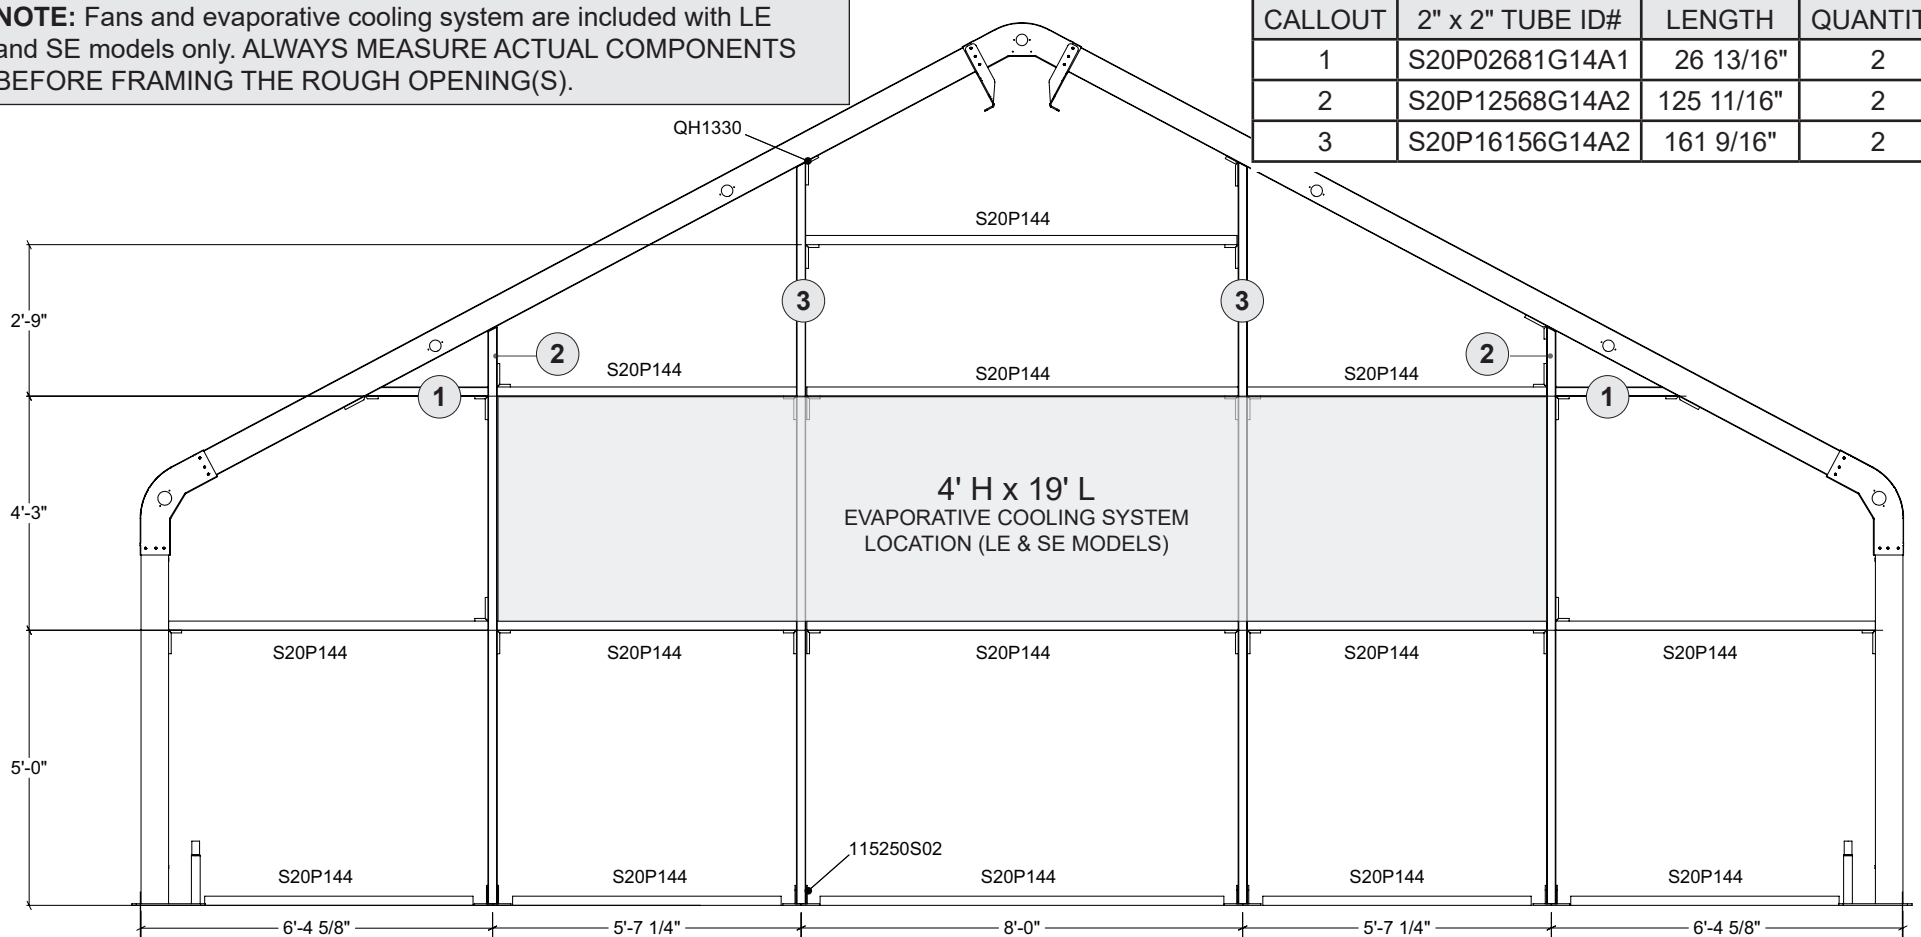 NOTE: Fans and evaporative cooling system are included with LE
and SE models only. ALWAYS MEASURE ACTUAL COMPONENTS
BEFORE FRAMING THE ROUGH OPENING(S).
CALLOUT 2" x 2" TUBE ID# LENGTH QUANTIT
1 S20P02681G14A1 26 13/16" 2
2 S20P12568G14A2 125 11/16" 2
3 S20P16156G14A2 161 9/16" 2
QH1330
S20P144
3 3
2'-9"
2 2
S20P144 S20P144 S20P144
1 1
4' H x 19' L
EVAPORATIVE COOLING SYSTEM
LOCATION (LE & SE MODELS)
4'-3"
S20P144 S20P144 S20P144 S20P144 S20P144
5'-0"
115250S02
S20P144 S20P144 S20P144 S20P144 S20P144
6'-4 5/8" 5'-7 1/4" 8'-0" 5'-7 1/4" 6'-4 5/8"